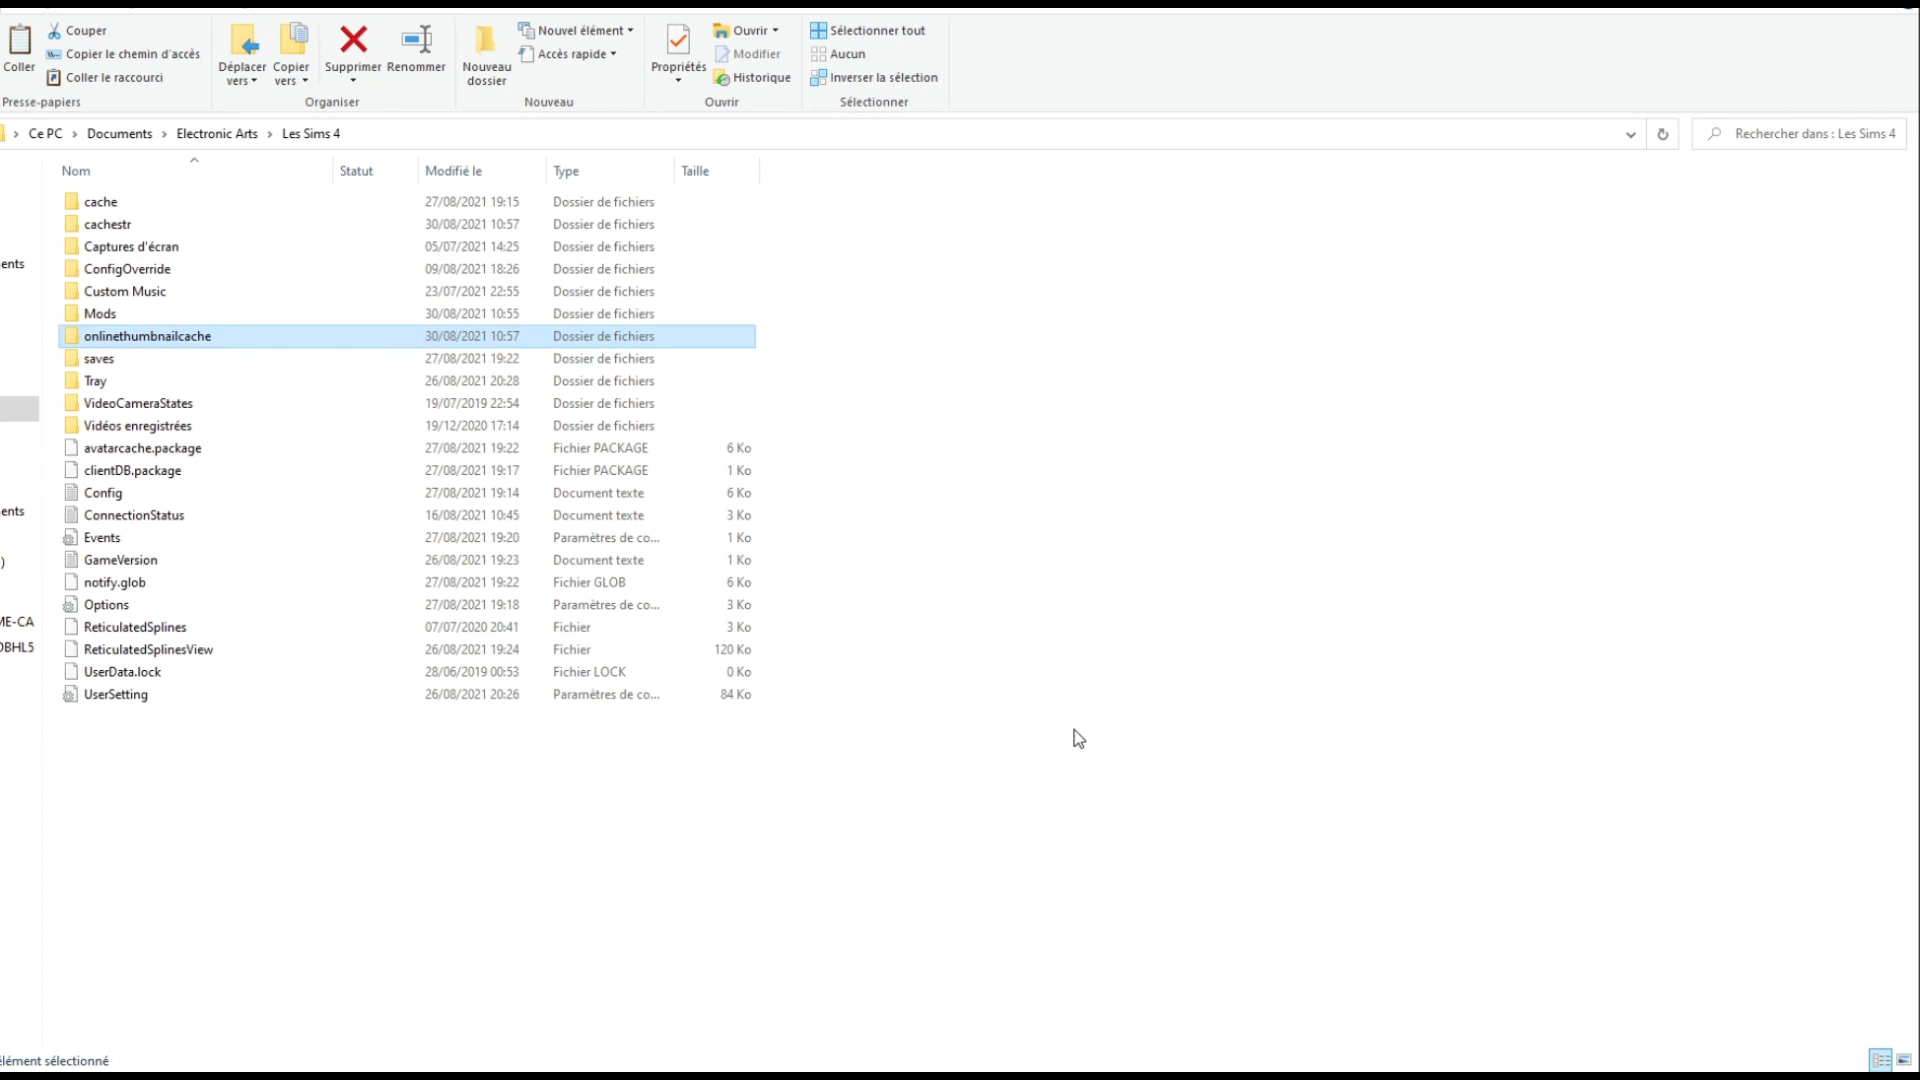 Coller
Couper
Copier le chemin d'accès
Coller le raccourci
Presse-papiers
Déplacer vers
Copier vers
Supprimer
Renommer
Organiser
Nouveau dossier
Nouvel élément
Accès rapide
Nouveau
Propriétés
Ouvrir
Modifier
Historique
Ouvrir
Sélectionner tout
Aucun
Inverser la sélection
Sélectionner
Ce PC > Documents > Electronic Arts > Les Sims 4
Rechercher dans : Les Sims 4
Nom Statut Modifié le Type Taille
cache 27/08/2021 19:15 Dossier de fichiers
cachestr 30/08/2021 10:57 Dossier de fichiers
Captures d'écran 05/07/2021 14:25 Dossier de fichiers
ConfigOverride 09/08/2021 18:26 Dossier de fichiers
Custom Music 23/07/2021 22:55 Dossier de fichiers
Mods 30/08/2021 10:55 Dossier de fichiers
onlinethumbnailcache 30/08/2021 10:57 Dossier de fichiers
saves 27/08/2021 19:22 Dossier de fichiers
Tray 26/08/2021 20:28 Dossier de fichiers
VideoCameraStates 19/07/2019 22:54 Dossier de fichiers
Vidéos enregistrées 19/12/2020 17:14 Dossier de fichiers
avatarcache.package 27/08/2021 19:22 Fichier PACKAGE 6 Ko
clientDB.package 27/08/2021 19:17 Fichier PACKAGE 1 Ko
Config 27/08/2021 19:14 Document texte 6 Ko
ConnectionStatus 16/08/2021 10:45 Document texte 3 Ko
Events 27/08/2021 19:20 Paramètres de co... 1 Ko
GameVersion 26/08/2021 19:23 Document texte 1 Ko
notify.glob 27/08/2021 19:22 Fichier GLOB 6 Ko
Options 27/08/2021 19:18 Paramètres de co... 3 Ko
ReticulatedSplines 07/07/2020 20:41 Fichier 3 Ko
ReticulatedSplinesView 26/08/2021 19:24 Fichier 120 Ko
UserData.lock 28/06/2019 00:53 Fichier LOCK 0 Ko
UserSetting 26/08/2021 20:26 Paramètres de co... 84 Ko
ents
ents
)
ME-CA
OBHL5
élément sélectionné